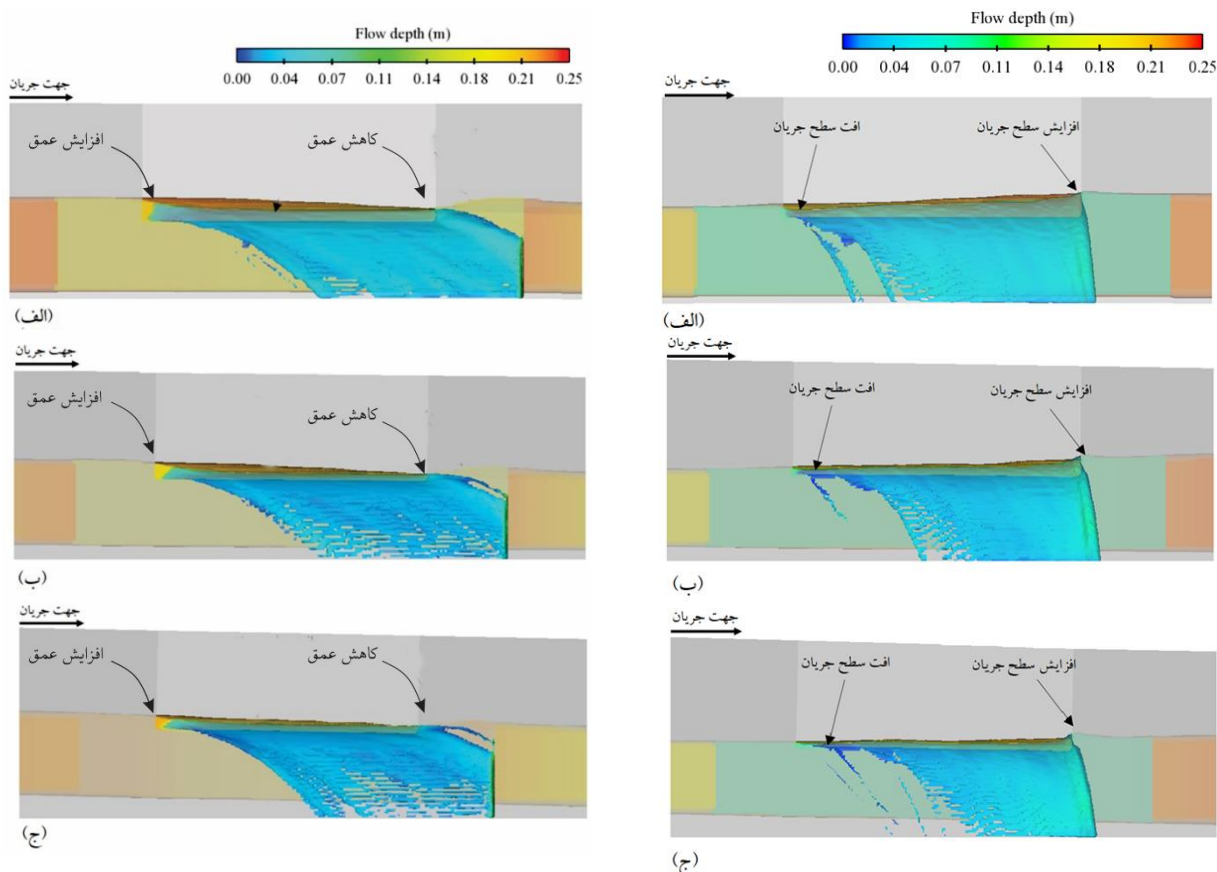 Flow depth (m)
0.00 0.04 0.07 0.11 0.14 0.18 0.21 0.25
جهت جریان
افزایش عمق
کاهش عمق
(الف)
جهت جریان
افزایش عمق
کاهش عمق
(ب)
جهت جریان
افزایش عمق
کاهش عمق
(ج)
Flow depth (m)
0.00 0.04 0.07 0.11 0.14 0.18 0.21 0.25
جهت جریان
افت سطح جریان
افزایش سطح جریان
(الف)
جهت جریان
افت سطح جریان
افزایش سطح جریان
(ب)
جهت جریان
افت سطح جریان
افزایش سطح جریان
(ج)